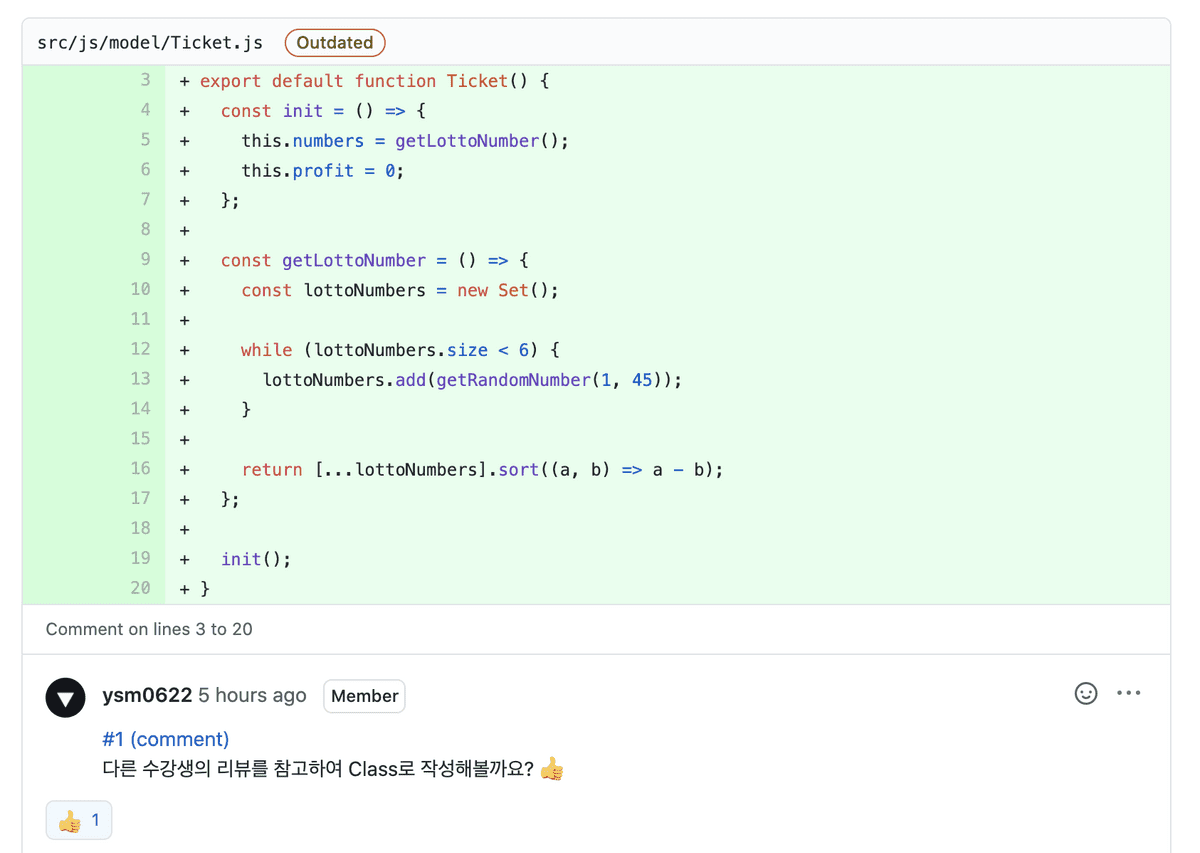 src/js/model/Ticket.js Outdated
3 + export default function Ticket() {
4 + const init = () => {
5 + this.numbers = getLottoNumber();
6 + this.profit = 0;
7 + };
8 +
9 + const getLottoNumber = () => {
10 + const lottoNumbers = new Set();
11 +
12 + while (lottoNumbers.size < 6) {
13 + lottoNumbers.add(getRandomNumber(1, 45));
14 + }
15 +
16 + return [...lottoNumbers].sort((a, b) => a - b);
17 + };
18 +
19 + init();
20 + }
Comment on lines 3 to 20
ysm0622 5 hours ago Member
#1 (comment)
다른 수강생의 리뷰를 참고하여 Class로 작성해볼까요? 👍
👍 1